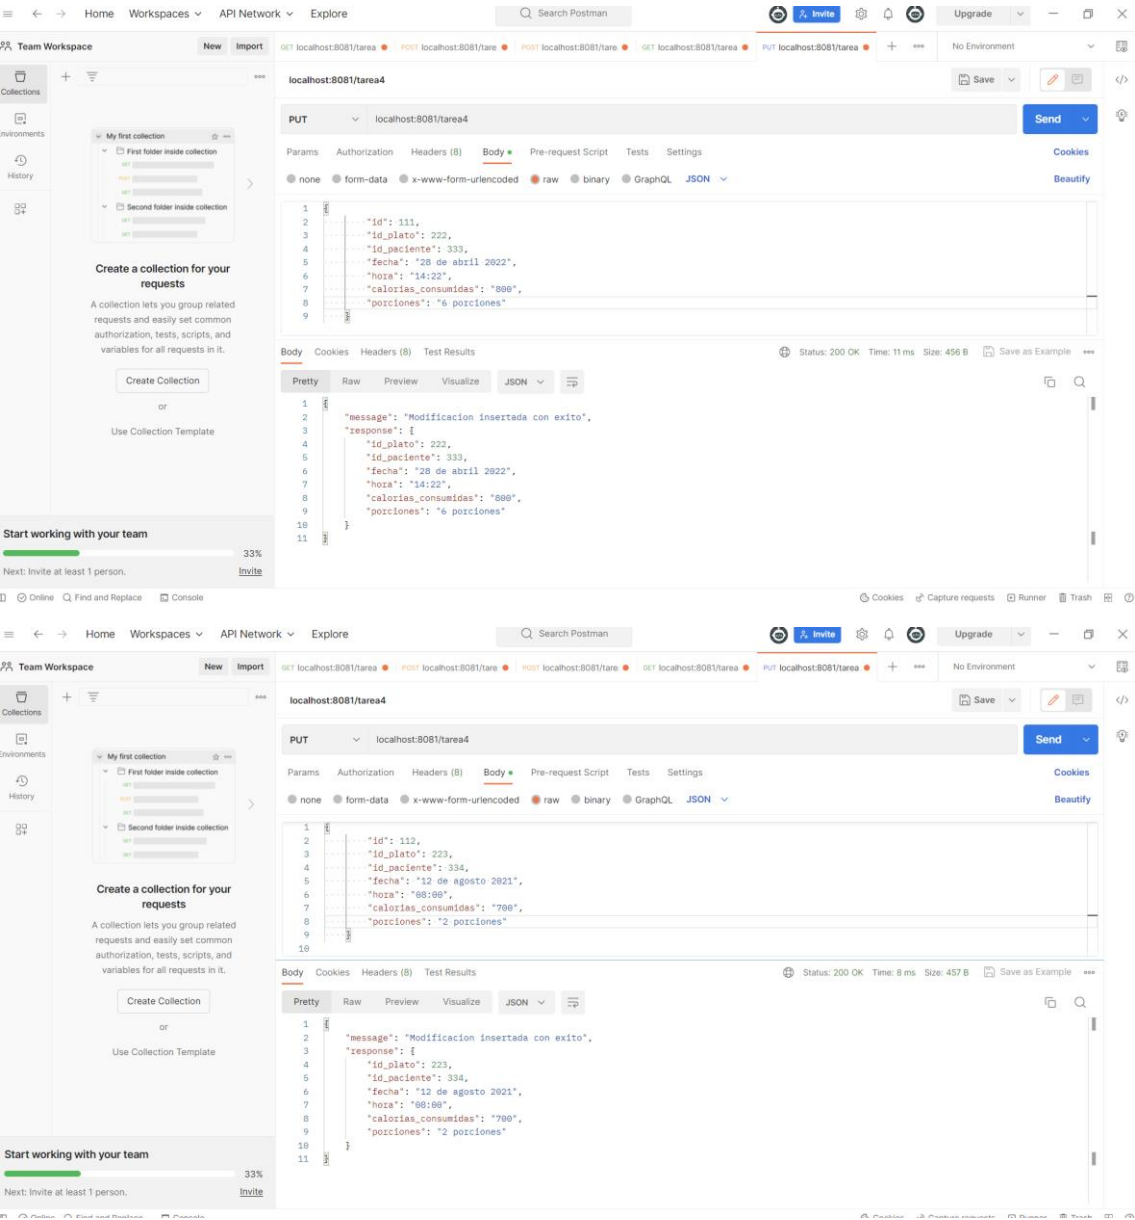 Home Workspaces API Network Explore Search Postman Invite Upgrade
Team Workspace New Import GET localhost:8081/tarea POST localhost:8081/tare POST localhost:8081/tare GET localhost:8081/tarea PUT localhost:8081/tarea No Environment
Collections
localhost:8081/tarea4 Save
PUT localhost:8081/tarea4 Send
Environments
Params Authorization Headers (8) Body Pre-request Script Tests Settings Cookies
History
none form-data x-www-form-urlencoded raw binary GraphQL JSON Beautify
My first collection
First folder inside collection
GET
POST
GET
Second folder inside collection
GET
GET
Create a collection for your
requests
A collection lets you group related
requests and easily set common
authorization, tests, scripts, and
variables for all requests in it.
Create Collection
or
Use Collection Template
1 {
2 "id": 111,
3 "id_plato": 222,
4 "id_paciente": 333,
5 "fecha": "28 de abril 2022",
6 "hora": "14:22",
7 "calorias_consumidas": "800",
8 "porciones": "6 porciones"
9 }
Body Cookies Headers (8) Test Results Status: 200 OK Time: 11 ms Size: 456 B Save as Example
Pretty Raw Preview Visualize JSON
1 {
2 "message": "Modificacion insertada con exito",
3 "response": {
4 "id_plato": 222,
5 "id_paciente": 333,
6 "fecha": "28 de abril 2022",
7 "hora": "14:22",
8 "calorias_consumidas": "800",
9 "porciones": "6 porciones"
10 }
11 }
Start working with your team
33%
Next: Invite at least 1 person. Invite
Online Find and Replace Console Cookies Capture requests Runner Trash
Home Workspaces API Network Explore Search Postman Invite Upgrade
Team Workspace New Import GET localhost:8081/tarea POST localhost:8081/tare POST localhost:8081/tare GET localhost:8081/tarea PUT localhost:8081/tarea No Environment
Collections
localhost:8081/tarea4 Save
PUT localhost:8081/tarea4 Send
Environments
Params Authorization Headers (8) Body Pre-request Script Tests Settings Cookies
History
none form-data x-www-form-urlencoded raw binary GraphQL JSON Beautify
My first collection
First folder inside collection
GET
POST
GET
Second folder inside collection
GET
GET
Create a collection for your
requests
A collection lets you group related
requests and easily set common
authorization, tests, scripts, and
variables for all requests in it.
Create Collection
or
Use Collection Template
1 {
2 "id": 112,
3 "id_plato": 223,
4 "id_paciente": 334,
5 "fecha": "12 de agosto 2021",
6 "hora": "08:00",
7 "calorias_consumidas": "700",
8 "porciones": "2 porciones"
9 }
10
Body Cookies Headers (8) Test Results Status: 200 OK Time: 8 ms Size: 457 B Save as Example
Pretty Raw Preview Visualize JSON
1 {
2 "message": "Modificacion insertada con exito",
3 "response": {
4 "id_plato": 223,
5 "id_paciente": 334,
6 "fecha": "12 de agosto 2021",
7 "hora": "08:00",
8 "calorias_consumidas": "700",
9 "porciones": "2 porciones"
10 }
11 }
Start working with your team
33%
Next: Invite at least 1 person. Invite
Online Find and Replace Console Cookies Capture requests Runner Trash